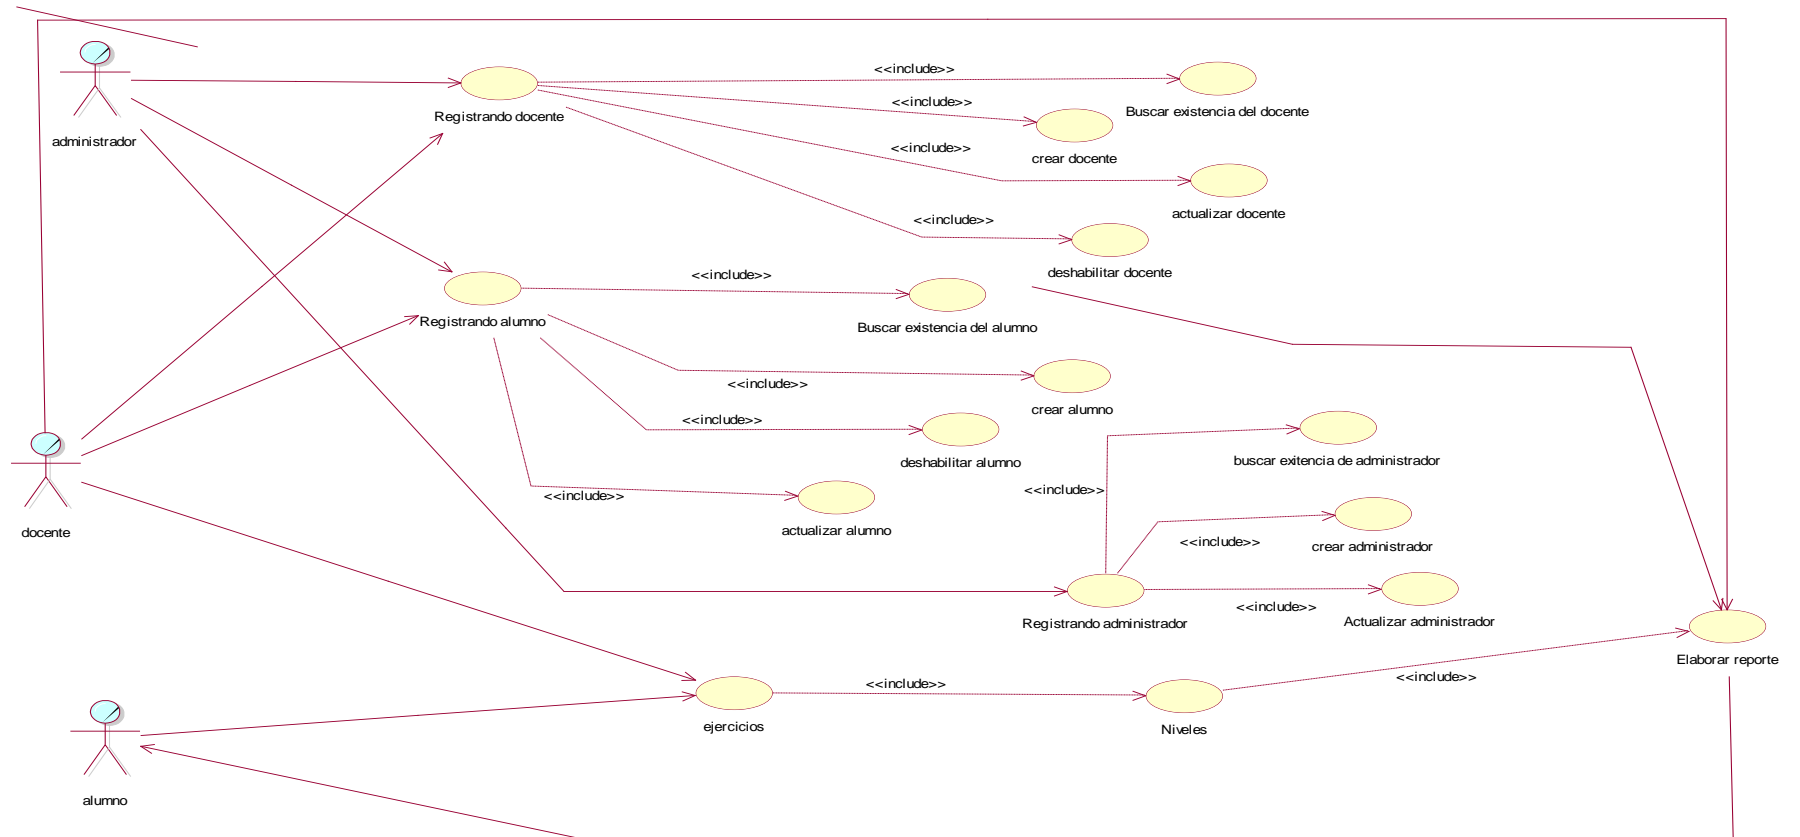 <<include>>
<<include>>
Buscar existencia del docente
Registrando docente
administrador
<<include>>
crear docente
actualizar docente
<<include>>
deshabilitar docente
<<include>>
Registrando alumno
Buscar existencia del alumno
<<include>>
crear alumno
<<include>>
deshabilitar alumno
buscar exitencia de administrador
<<include>>
<<include>>
docente
actualizar alumno
<<include>>
crear administrador
<<include>>
Registrando administrador
Actualizar administrador
Elaborar reporte
<<include>>
<<include>>
ejercicios
Niveles
alumno